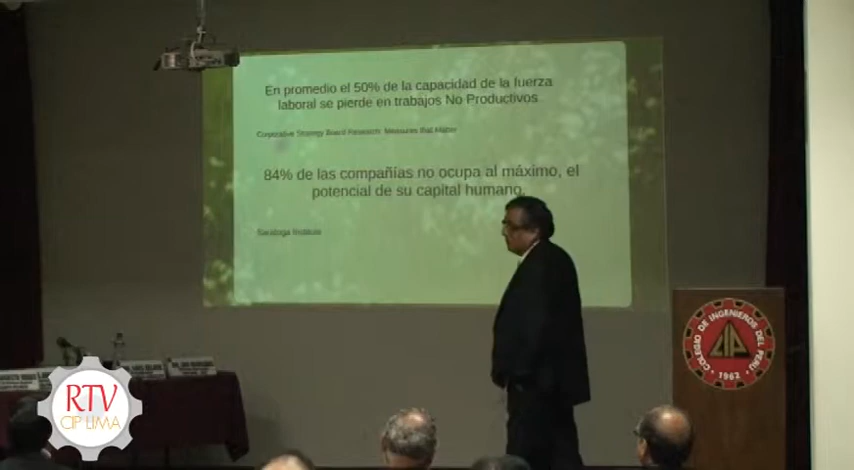 En promedio el 50% de la capacidad de la fuerza
laboral se pierde en trabajos No Productivos
Corporative Strategy Board Research: Measures that Matter
84% de las compañías no ocupa al máximo, el
potencial de su capital humano.
Saratoga Institute
COLEGIO DE INGENIEROS DEL PERU
CIP
1962
RTV
CIP LIMA